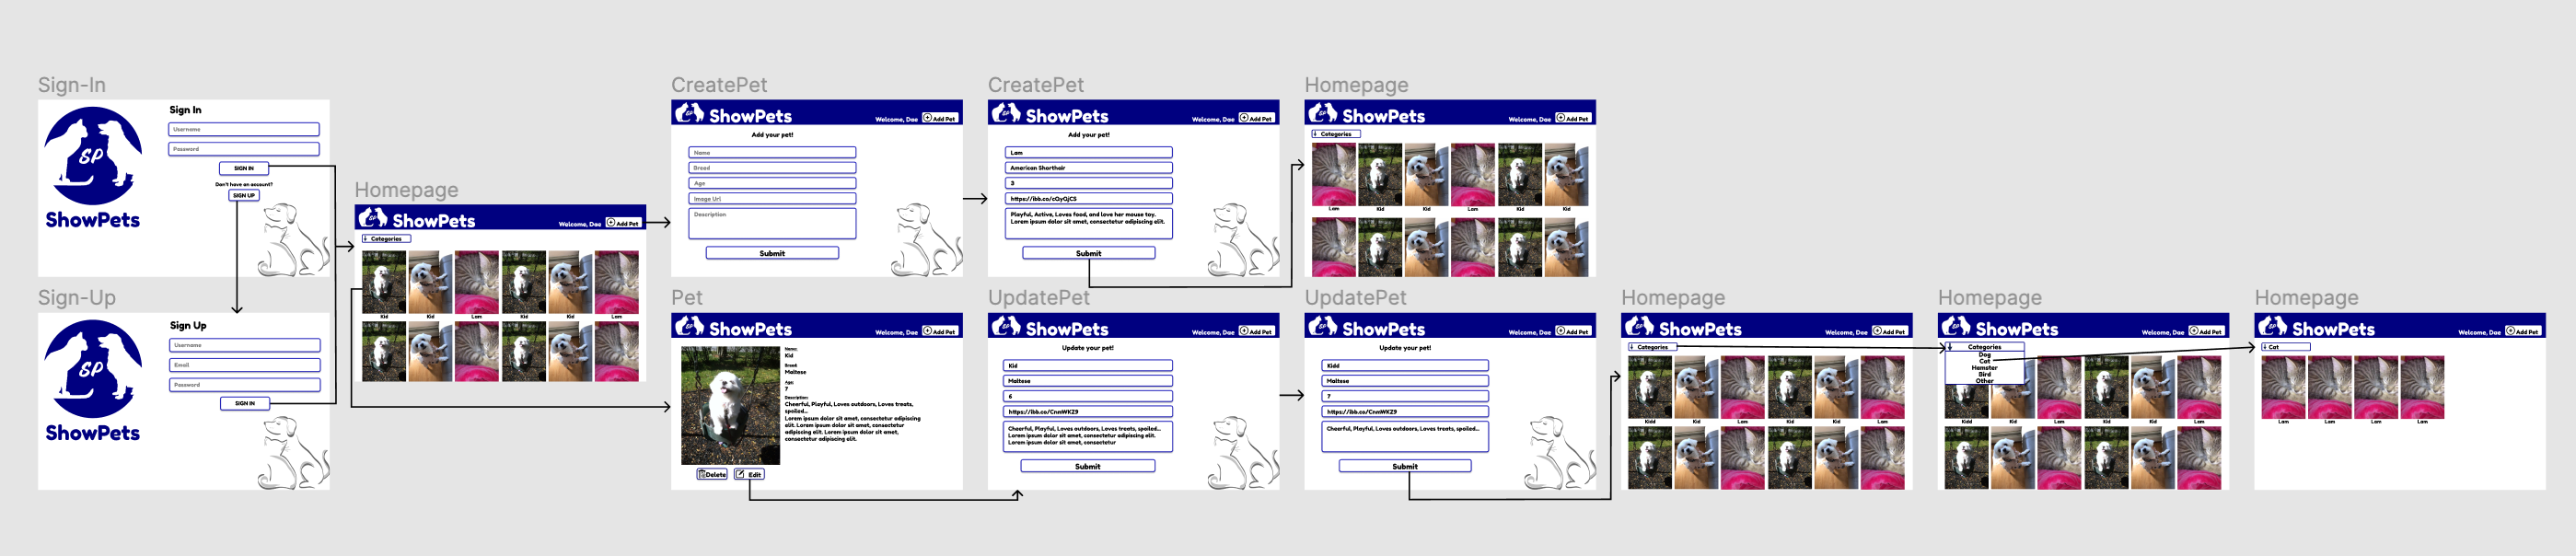 Sign-In
Sign In
Username
Password
SIGN IN
Don't have an account?
SIGN UP
SP
ShowPets
Sign-Up
Sign Up
Username
Email
Password
SIGN IN
SP
ShowPets
Homepage
SP
ShowPets
Welcome, Doe
Add Pet
Categories
Kid
Kid
Lam
Kid
Kid
Lam
CreatePet
SP
ShowPets
Welcome, Doe
Add Pet
Add your pet!
Name
Breed
Age
Image Url
Description
Submit
CreatePet
SP
ShowPets
Welcome, Doe
Add Pet
Add your pet!
Lam
American Shorthair
3
https://ibb.co/cQyQjCS
Playful, Active, Loves food, and love her mouse toy.
Lorem ipsum dolor sit amet, consectetur adipiscing elit.
Submit
Homepage
SP
ShowPets
Welcome, Doe
Add Pet
Categories
Lam
Kid
Kid
Lam
Kid
Kid
Pet
SP
ShowPets
Welcome, Doe
Add Pet
Name:
Kid
Breed:
Maltese
Age:
7
Description:
Cheerful, Playful, Loves outdoors, Loves treats,
spoiled...
Lorem ipsum dolor sit amet, consectetur adipiscing
elit. Lorem ipsum dolor sit amet, consectetur
adipiscing elit. Lorem ipsum dolor sit amet,
consectetur adipiscing elit.
Delete
Edit
UpdatePet
SP
ShowPets
Welcome, Doe
Add Pet
Update your pet!
Kid
Maltese
6
https://ibb.co/CnnWKZ9
Cheerful, Playful, Loves outdoors, Loves treats, spoiled...
Lorem ipsum dolor sit amet, consectetur adipiscing elit.
Lorem ipsum dolor sit amet, consectetur
Submit
UpdatePet
SP
ShowPets
Welcome, Doe
Add Pet
Update your pet!
Kidd
Maltese
7
https://ibb.co/CnnWKZ9
Cheerful, Playful, Loves outdoors, Loves treats, spoiled...
Submit
Homepage
SP
ShowPets
Welcome, Doe
Add Pet
Categories
Kidd
Kid
Lam
Kid
Kid
Lam
Homepage
SP
ShowPets
Welcome, Doe
Add Pet
Categories
Dog
Cat
Hamster
Bird
Other
Kidd
Kid
Lam
Kid
Kid
Lam
Homepage
SP
ShowPets
Welcome, Doe
Add Pet
Cat
Lam
Lam
Lam
Lam